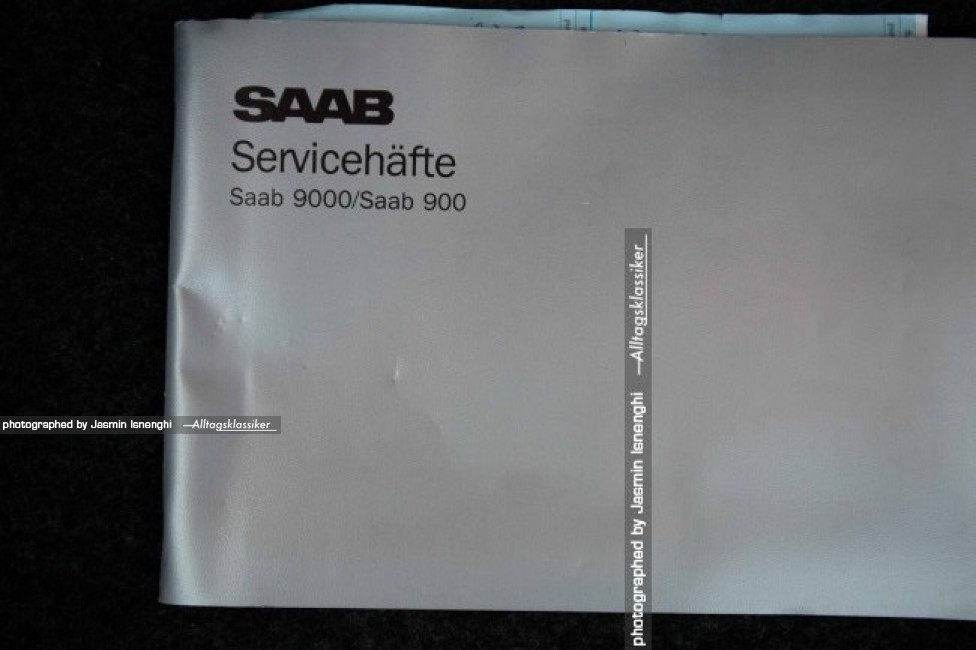 SAAB
Servicehäfte
Saab 9000/Saab 900
photographed by Jasmin Isnenghi —Alltagsklassiker
photographed by Jasmin Isnenghi —Alltagsklassiker